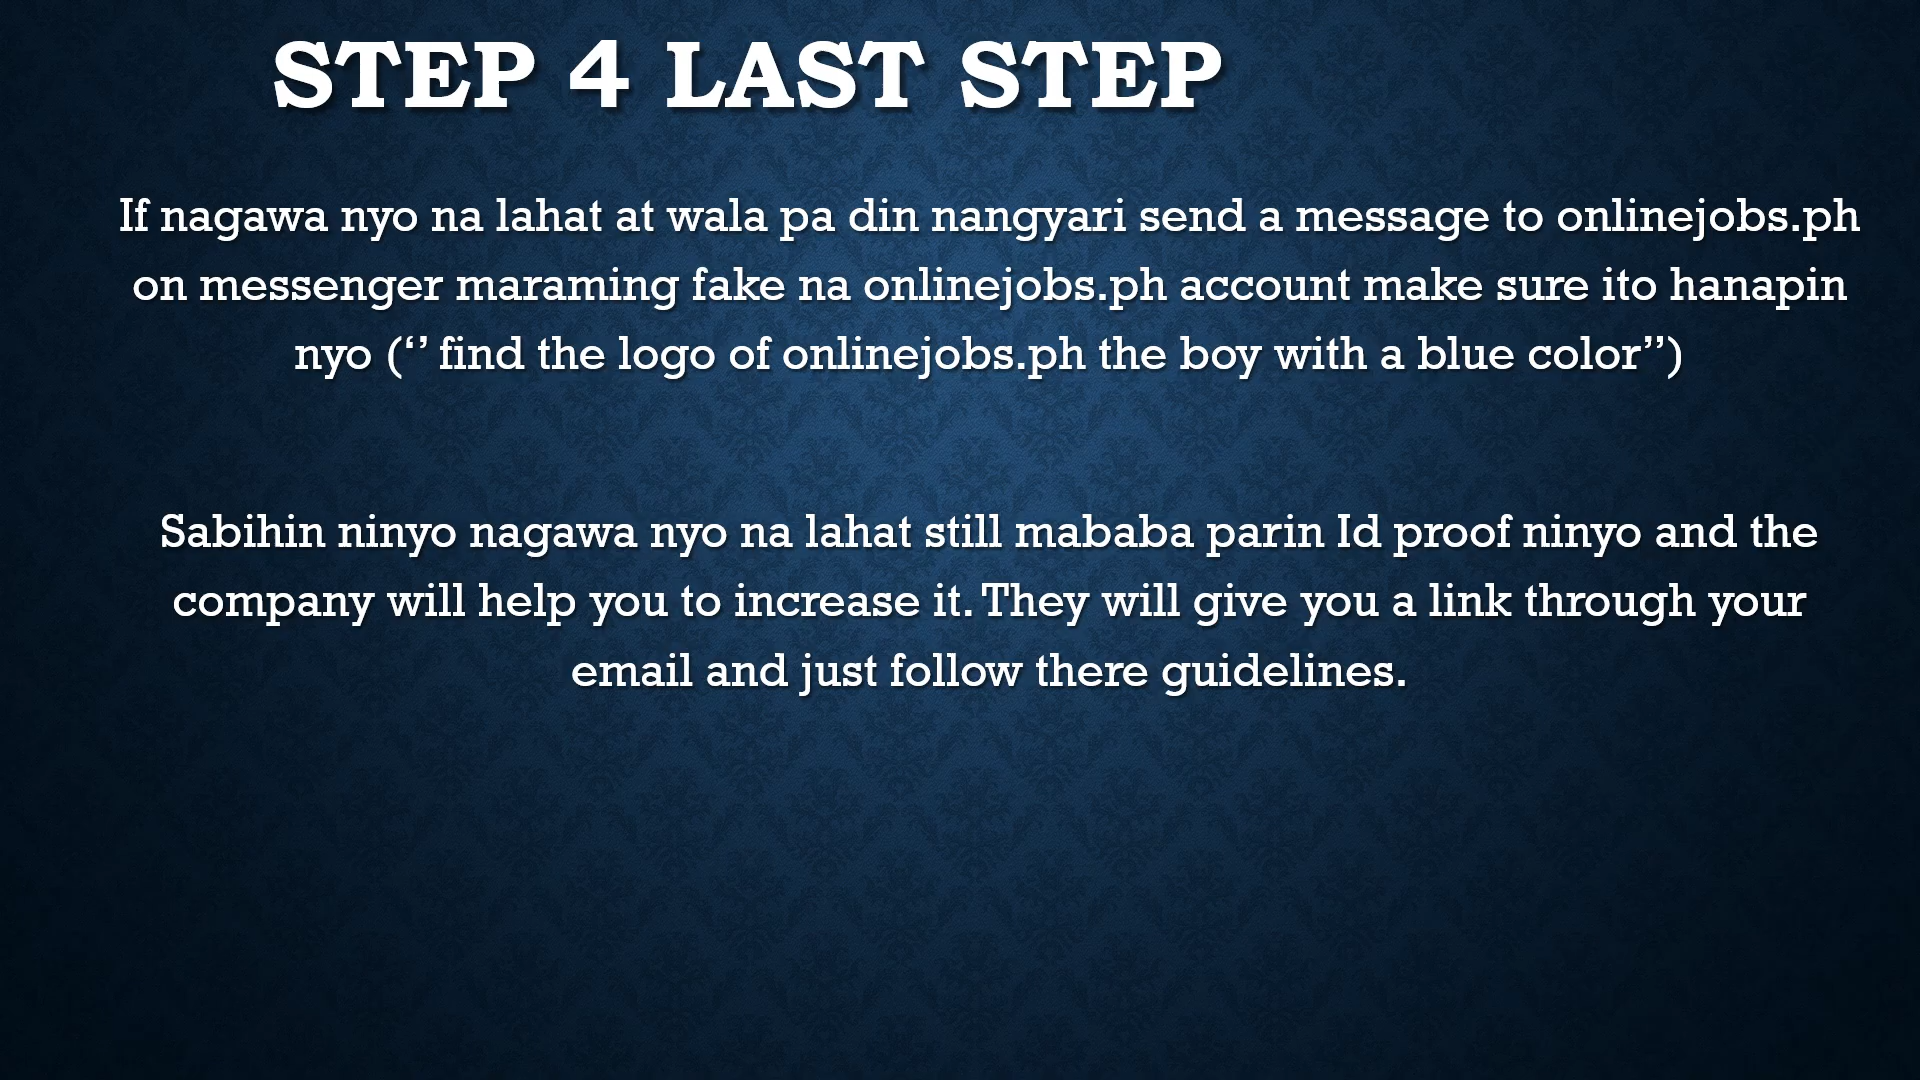 STEP 4 LAST STEP
If nagawa nyo na lahat at wala pa din nangyari send a message to onlinejobs.ph
on messenger maraming fake na onlinejobs.ph account make sure ito hanapin
nyo (‘’ find the logo of onlinejobs.ph the boy with a blue color’’)
Sabihin ninyo nagawa nyo na lahat still mababa parin Id proof ninyo and the
company will help you to increase it. They will give you a link through your
email and just follow there guidelines.